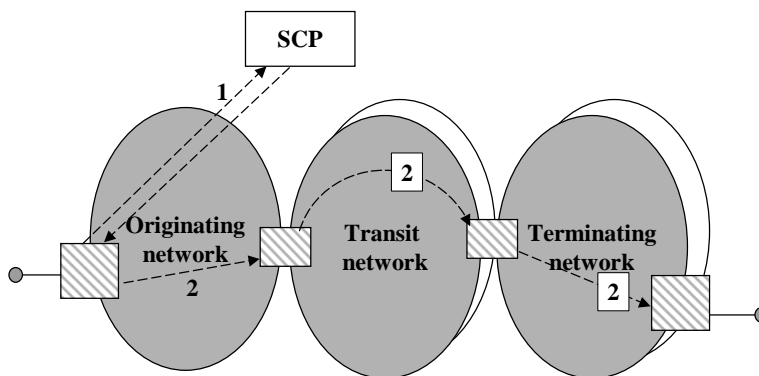 SCP
1
2
Originating
network
2
Transit
network
Terminating
network
2